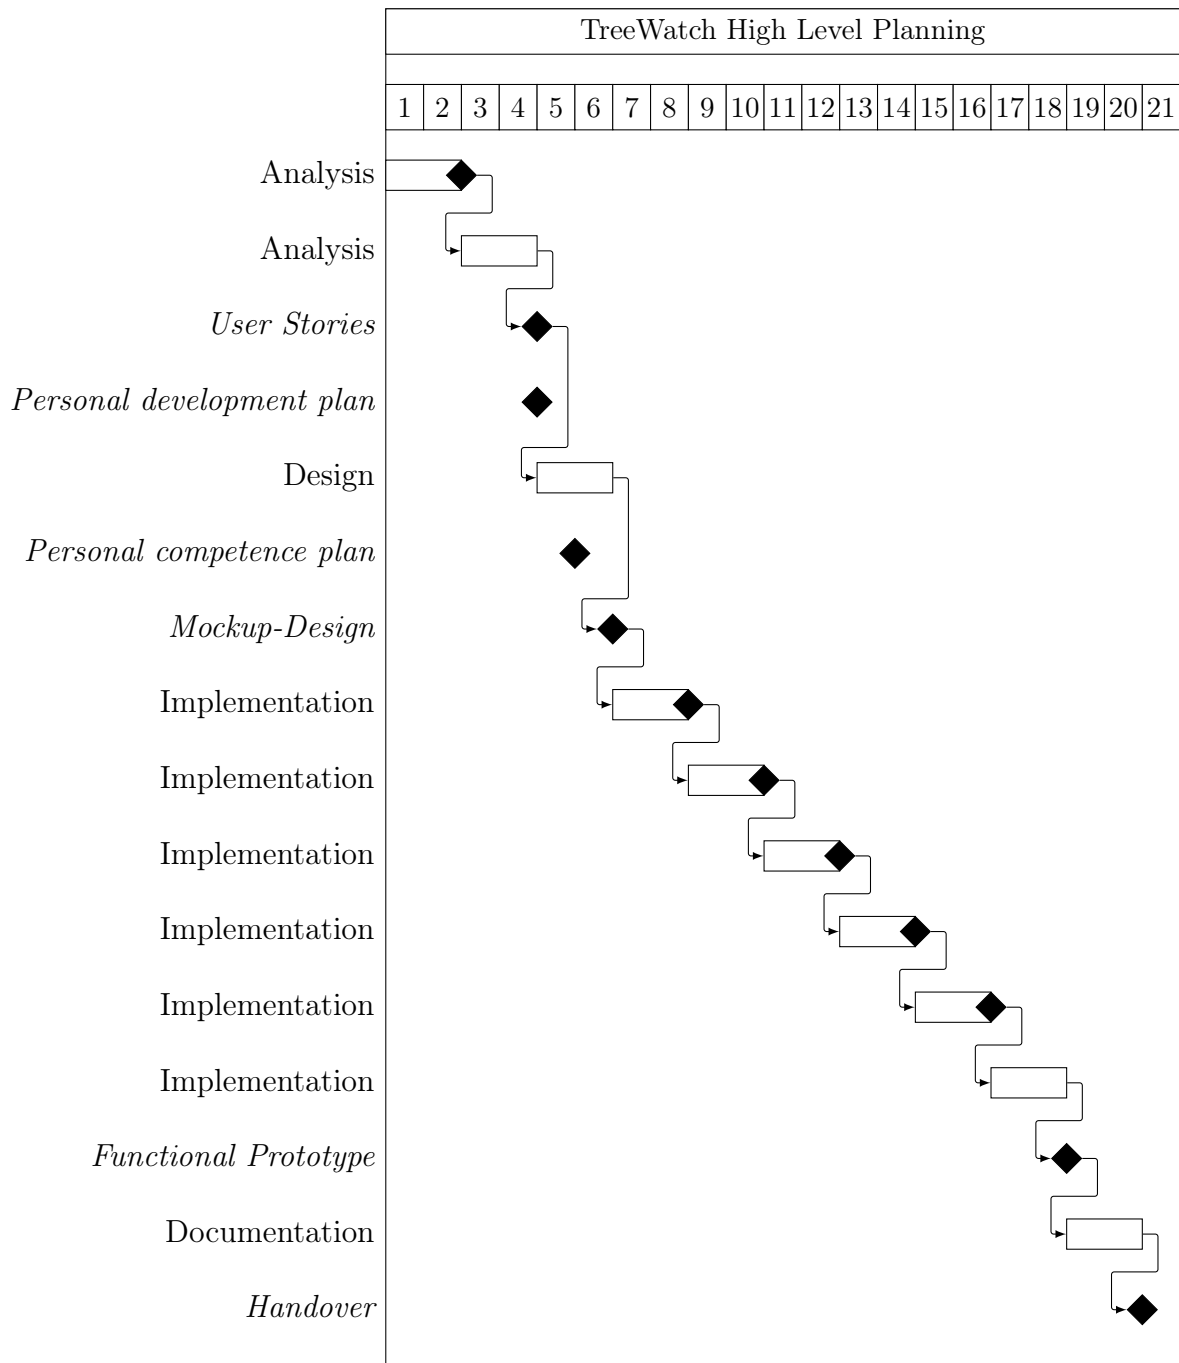 TreeWatch High Level Planning
1 2 3 4 5 6 7 8 9 10 11 12 13 14 15 16 17 18 19 20 21
Analysis
Analysis
User Stories
Personal development plan
Design
Personal competence plan
Mockup-Design
Implementation
Implementation
Implementation
Implementation
Implementation
Implementation
Functional Prototype
Documentation
Handover